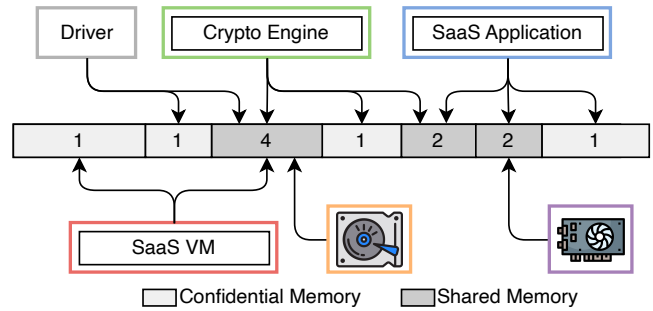 Driver
Crypto Engine
SaaS Application
1 1 4 1 2 2 1
SaaS VM
Confidential Memory
Shared Memory